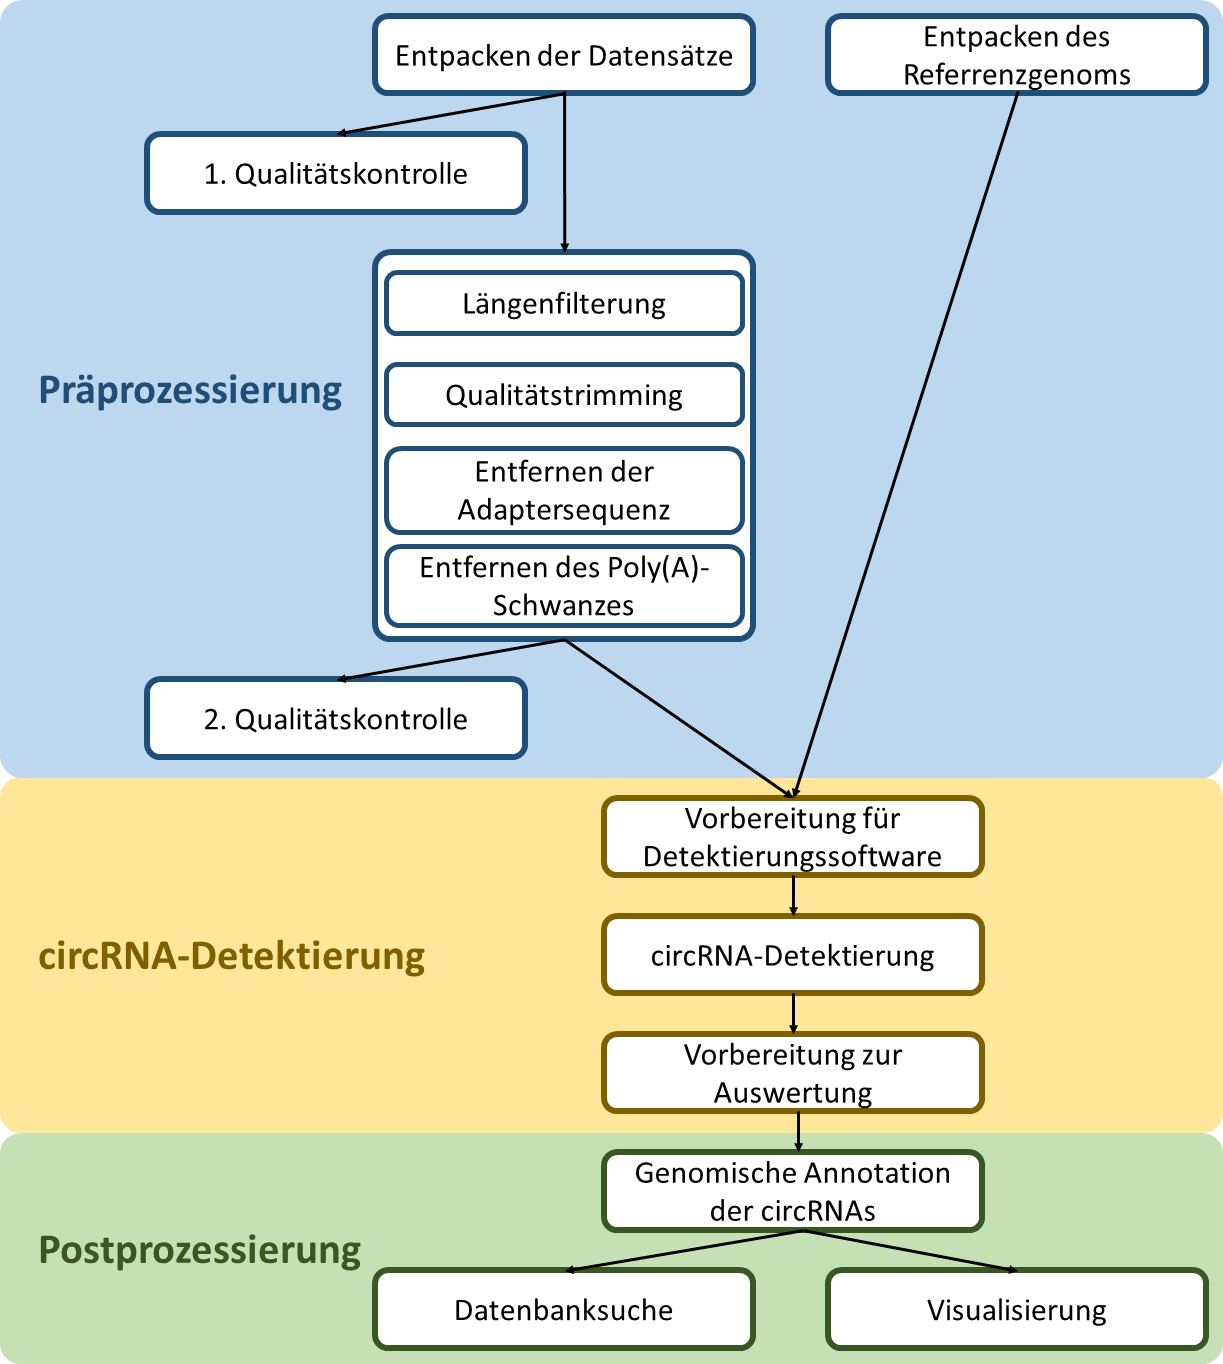 Entpacken der Datensätze
Entpacken des
Referrenzgenoms
1. Qualitätskontrolle
Längenfilterung
Präprozessierung
Qualitätstrimming
Entfernen der
Adaptersequenz
Entfernen des Poly(A)-
Schwanzes
2. Qualitätskontrolle
Vorbereitung für
Detektierungssoftware
circRNA-Detektierung
circRNA-Detektierung
Vorbereitung zur
Auswertung
Genomische Annotation
der circRNAs
Postprozessierung
Datenbanksuche
Visualisierung